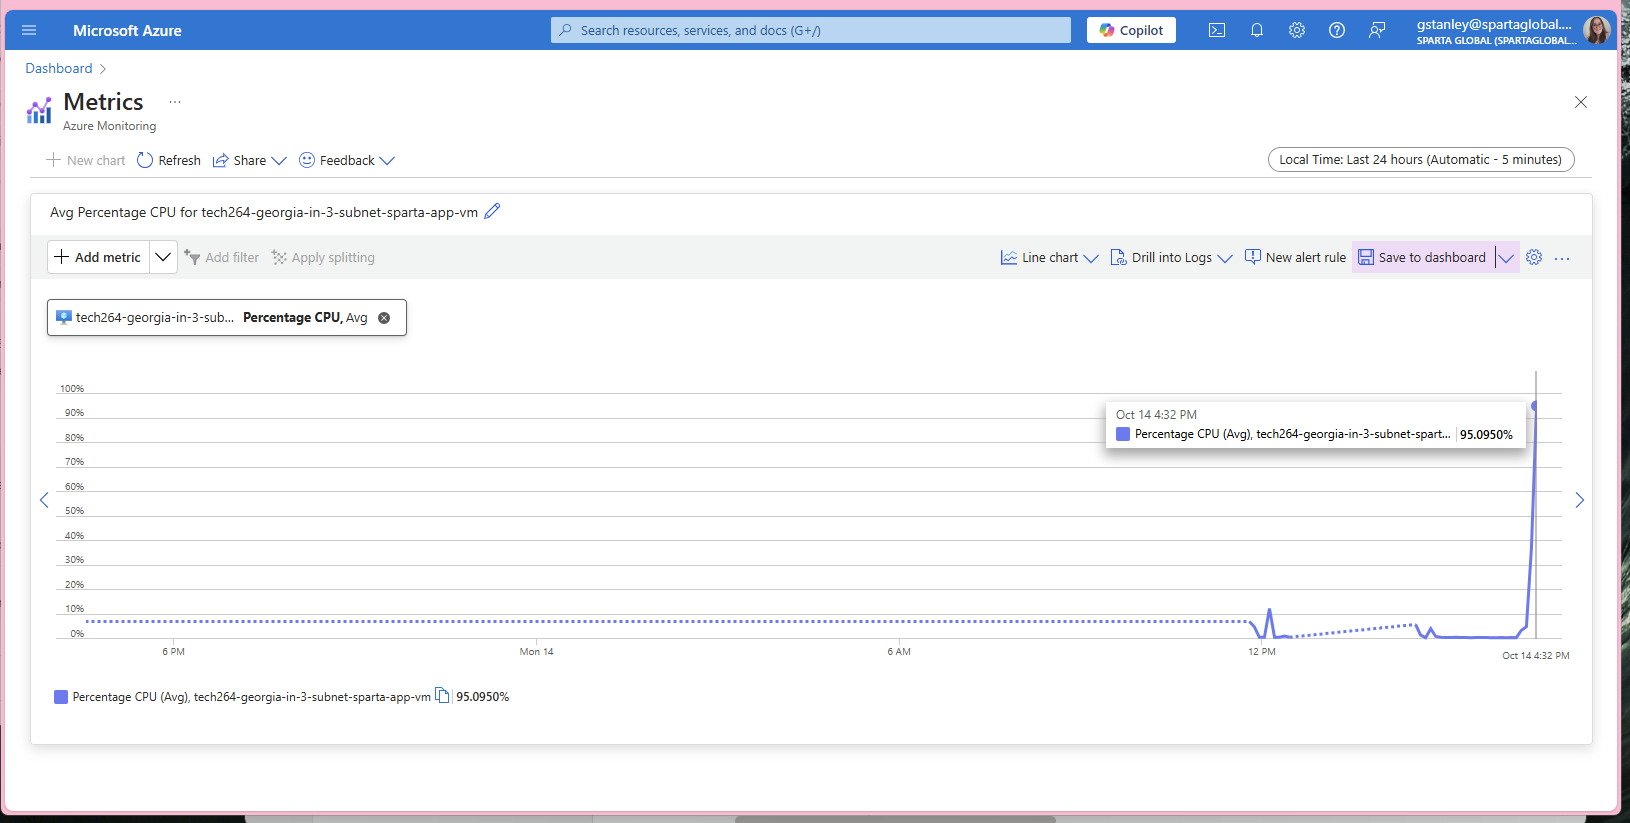 Microsoft Azure
Search resources, services, and docs (G+/)
Copilot
gstanley@spartaglobal....
SPARTA GLOBAL (SPARTAGLOBAL...
Dashboard
Metrics ...
Azure Monitoring
New chart Refresh Share Feedback
Local Time: Last 24 hours (Automatic - 5 minutes)
Avg Percentage CPU for tech264-georgia-in-3-subnet-sparta-app-vm
Add metric Add filter Apply splitting Line chart Drill into Logs New alert rule Save to dashboard ...
tech264-georgia-in-3-sub... Percentage CPU, Avg
100%
90%
80%
70%
60%
50%
40%
30%
20%
10%
0%
Oct 14 4:32 PM
Percentage CPU (Avg), tech264-georgia-in-3-subnet-spart... 95.0950%
6 PM Mon 14 6 AM 12 PM Oct 14 4:32 PM
Percentage CPU (Avg), tech264-georgia-in-3-subnet-sparta-app-vm 95.0950%